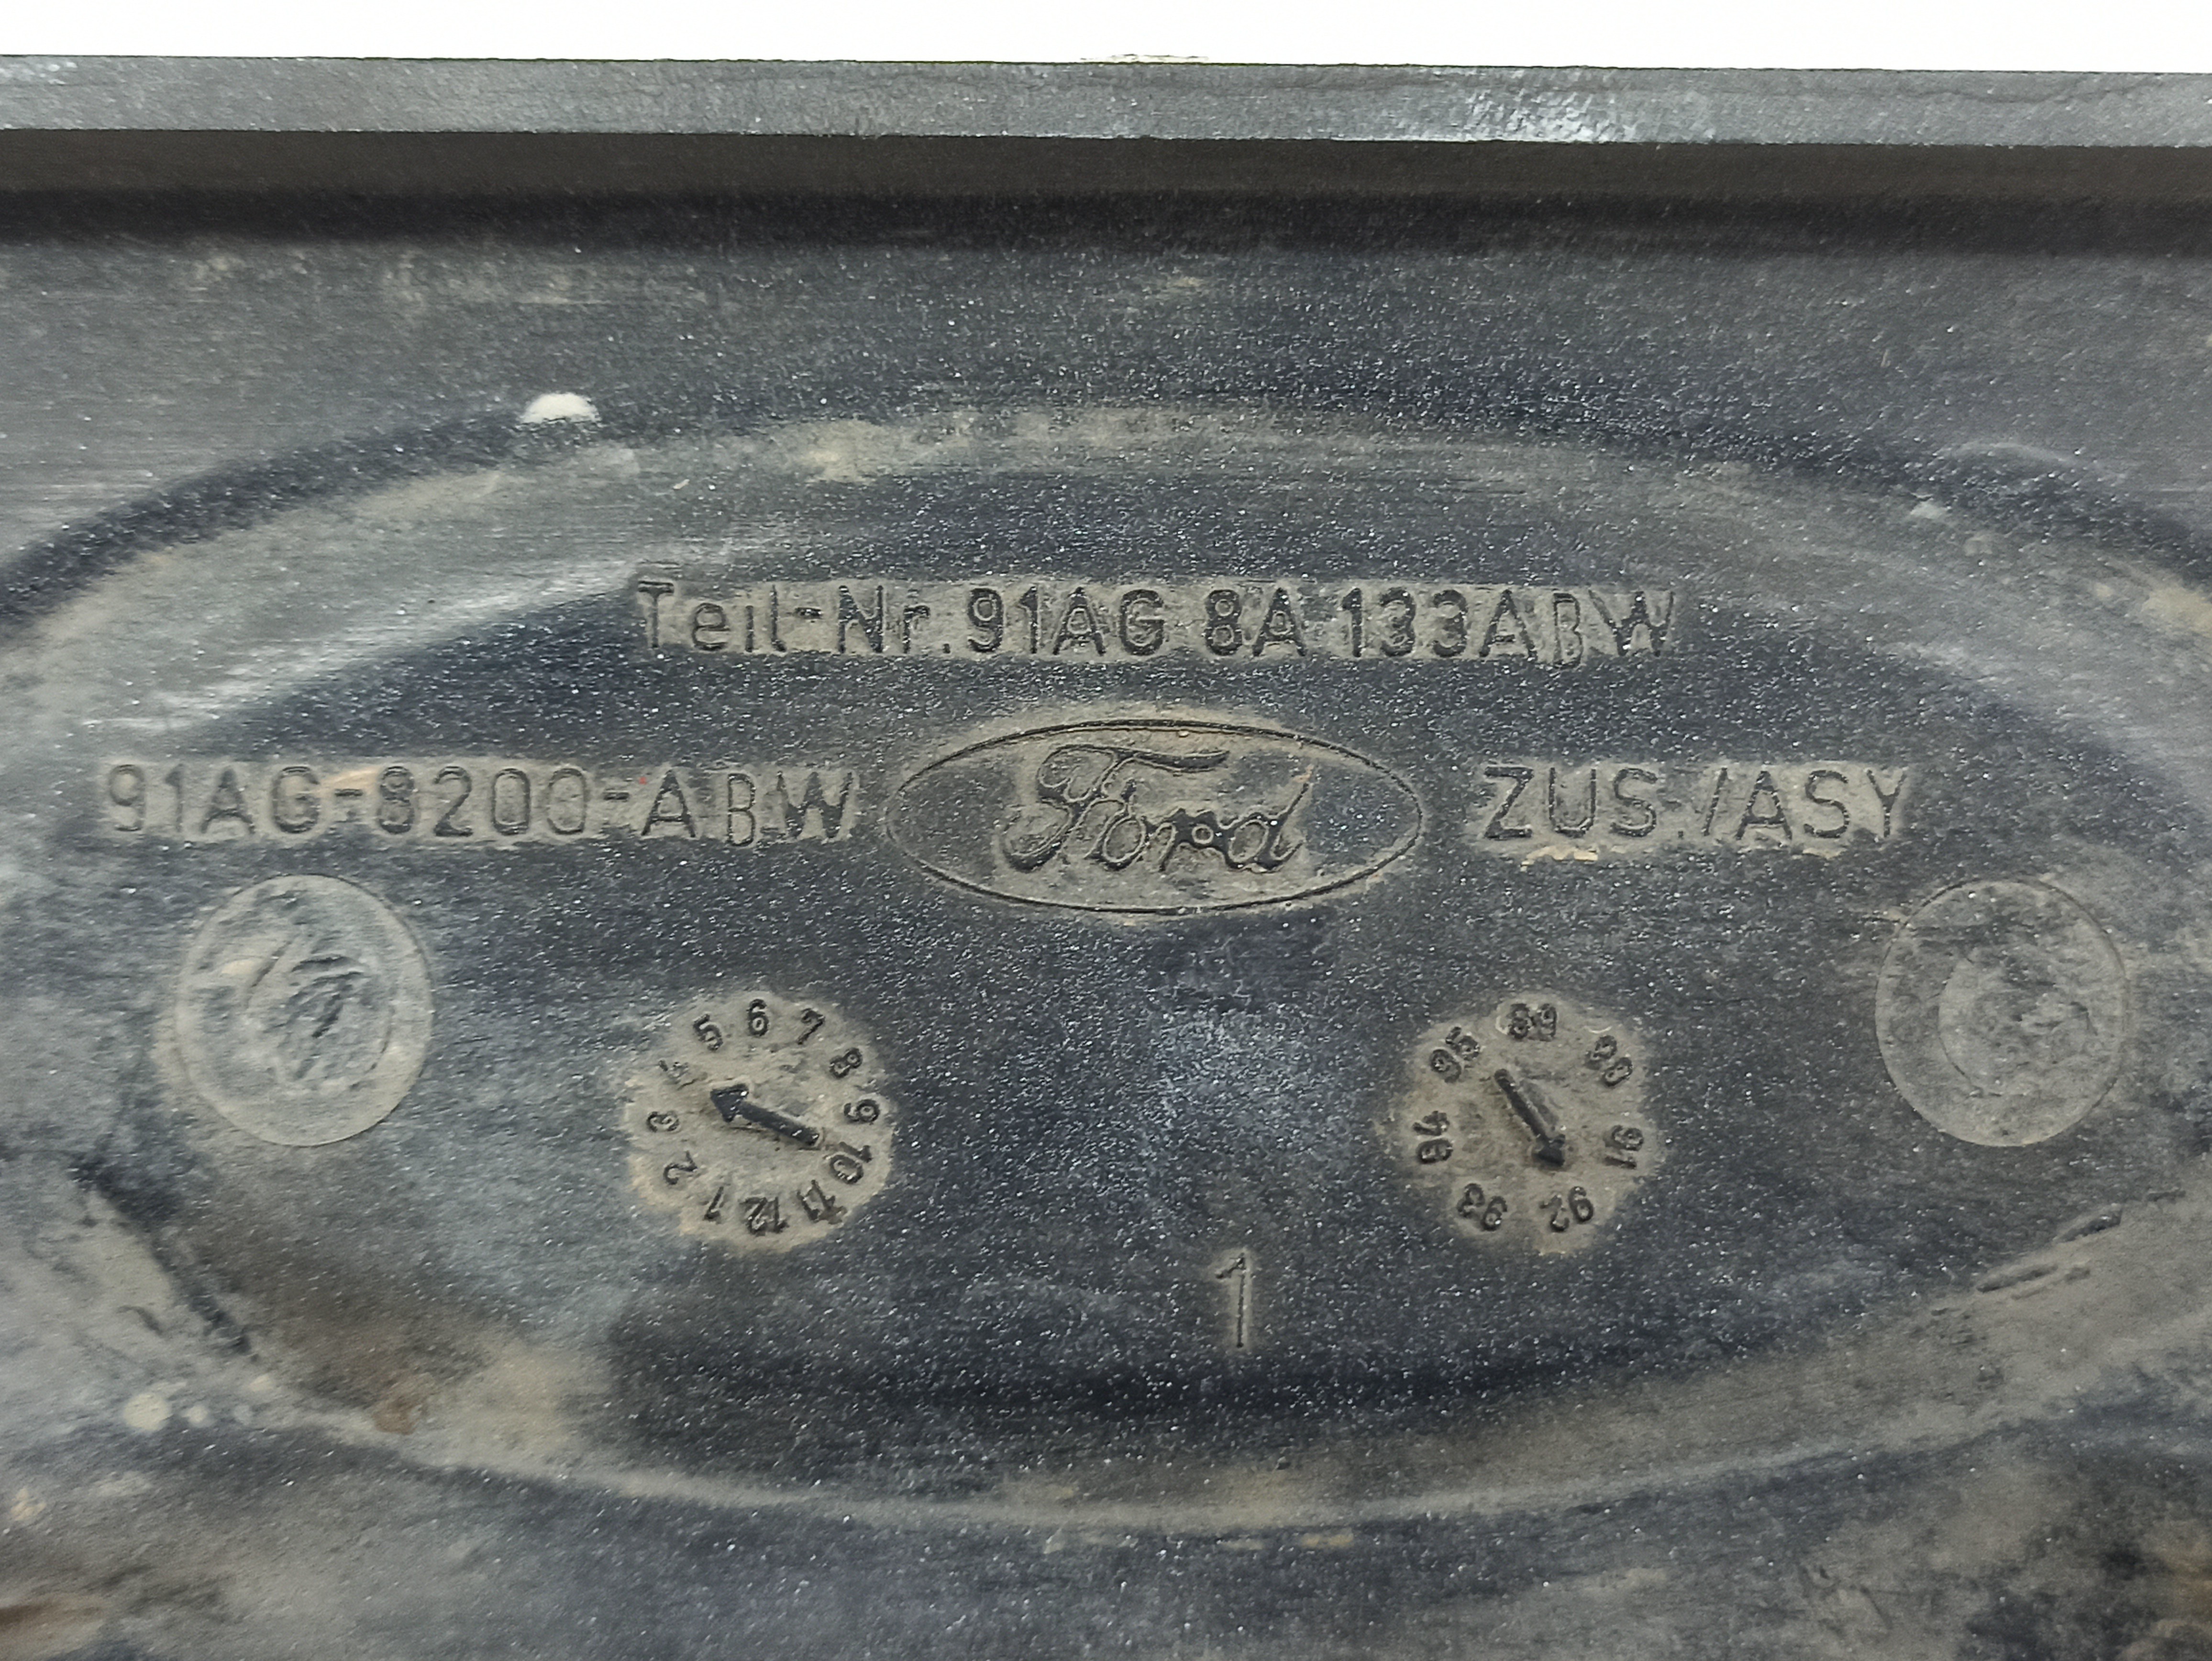 Teil-Nr. 91AG 8A 133ABW
91AG-8200-ABW Ford ZUS./ASY
1 2 3 4 5 6 7 8 9 10 11 12
89 90 91 92 93 94 95
1